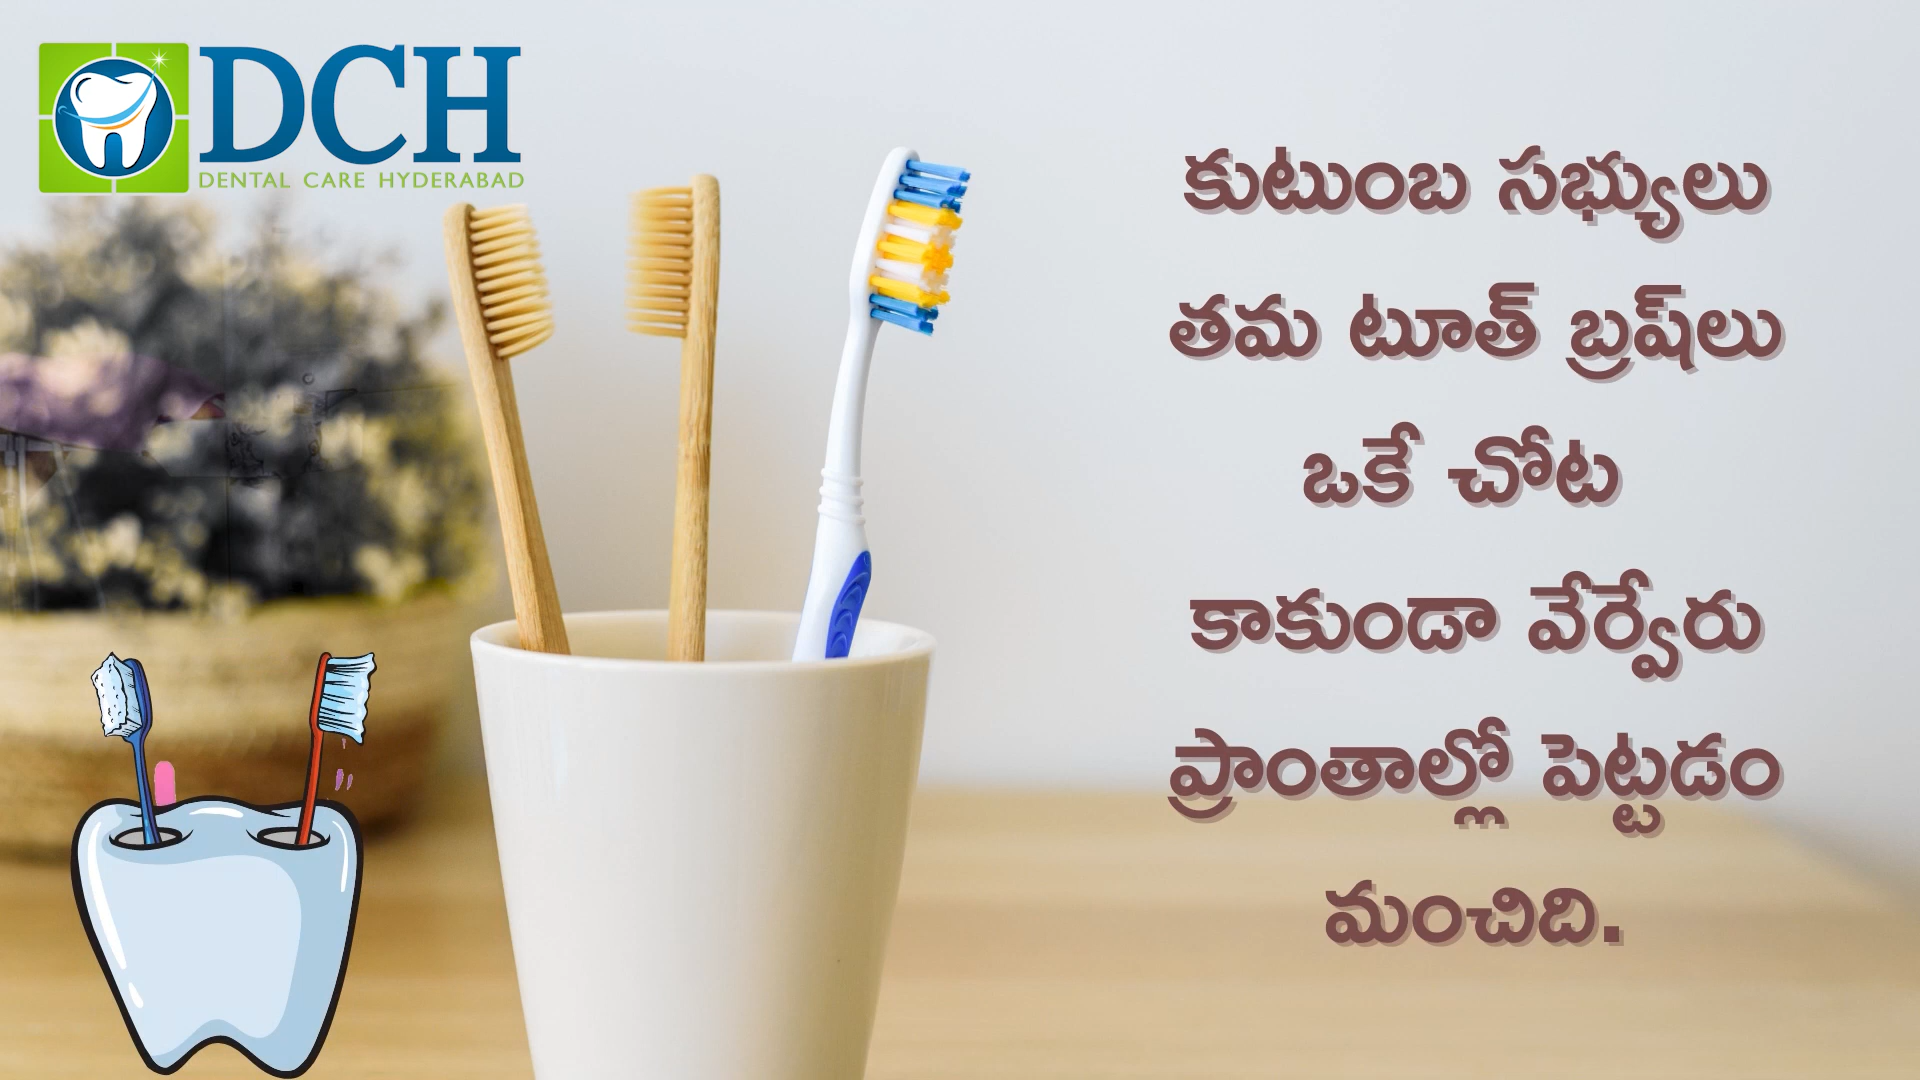 DCH
DENTAL CARE HYDERABAD
కుటుంబ సభ్యులు
తమ టూత్ బ్రష్‌లు
ఒకే చోట
కాకుండా వేర్వేరు
ప్రాంతాల్లో పెట్టడం
మంచిది.